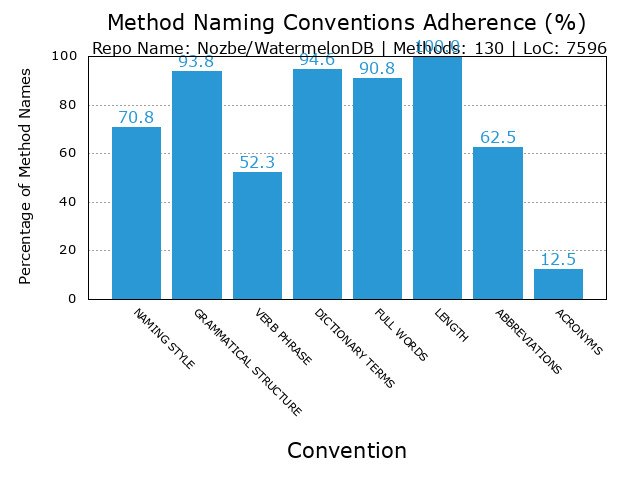 Method Naming Conventions Adherence (%)
Repo Name: Nozbe/WatermelonDB | Methods: 130 | LoC: 7596
Percentage of Method Names
100
80
60
40
20
0
70.8
93.8
52.3
94.6
90.8
100.0
62.5
12.5
NAMING STYLE
GRAMMATICAL STRUCTURE
VERB PHRASE
DICTIONARY TERMS
FULL WORDS
LENGTH
ABBREVIATIONS
ACRONYMS
Convention